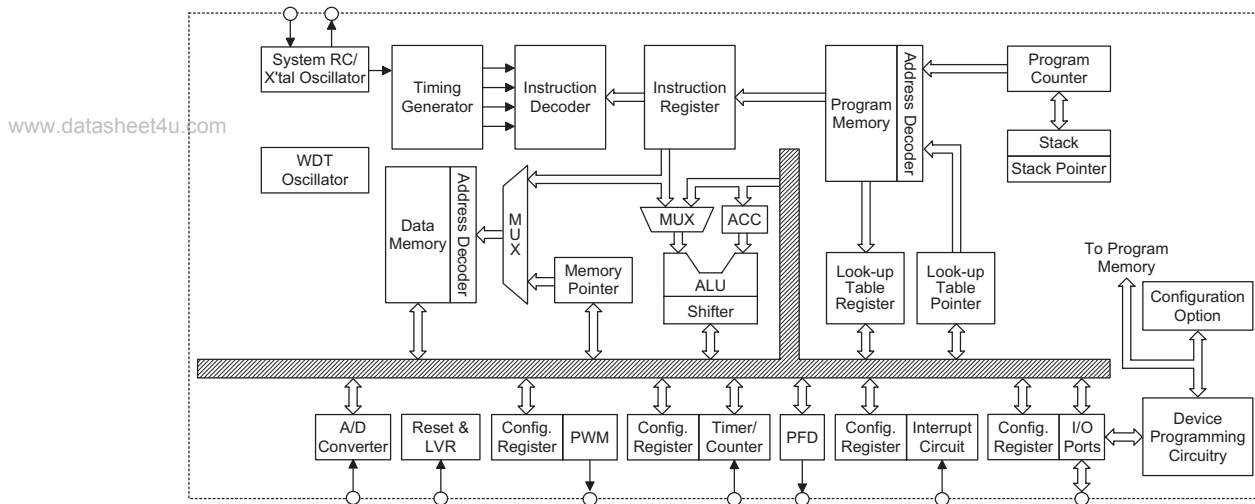 System RC/
X'tal Oscillator
Timing
Generator
Instruction
Decoder
Instruction
Register
Program
Memory
Address Decoder
Program
Counter
Stack
Stack Pointer
www.datasheet4u.com
WDT
Oscillator
Data
Memory
Address Decoder
MUX
Memory
Pointer
MUX
ACC
ALU
Shifter
Look-up
Table
Register
Look-up
Table
Pointer
To Program
Memory
Configuration
Option
A/D
Converter
Reset &
LVR
Config.
Register
PWM
Config.
Register
Timer/
Counter
PFD
Config.
Register
Interrupt
Circuit
Config.
Register
I/O
Ports
Device
Programming
Circuitry